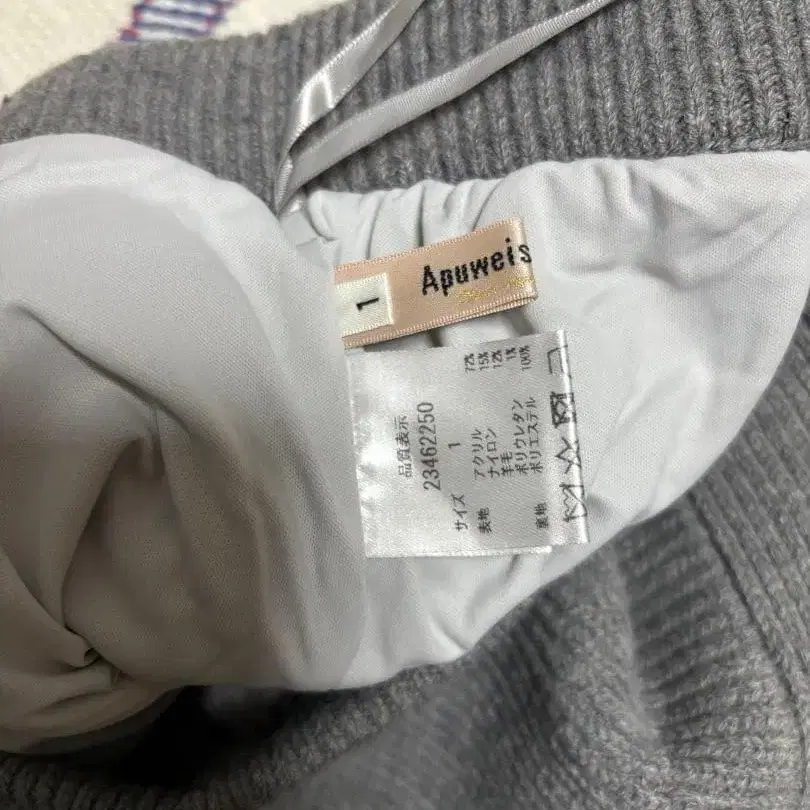 Apuweis
1
品質表示
23462250
サイズ 1
表地 アクリル 72%
ナイロン 15%
羊毛 12%
ポリウレタン 1%
裏地 ポリエステル 100%